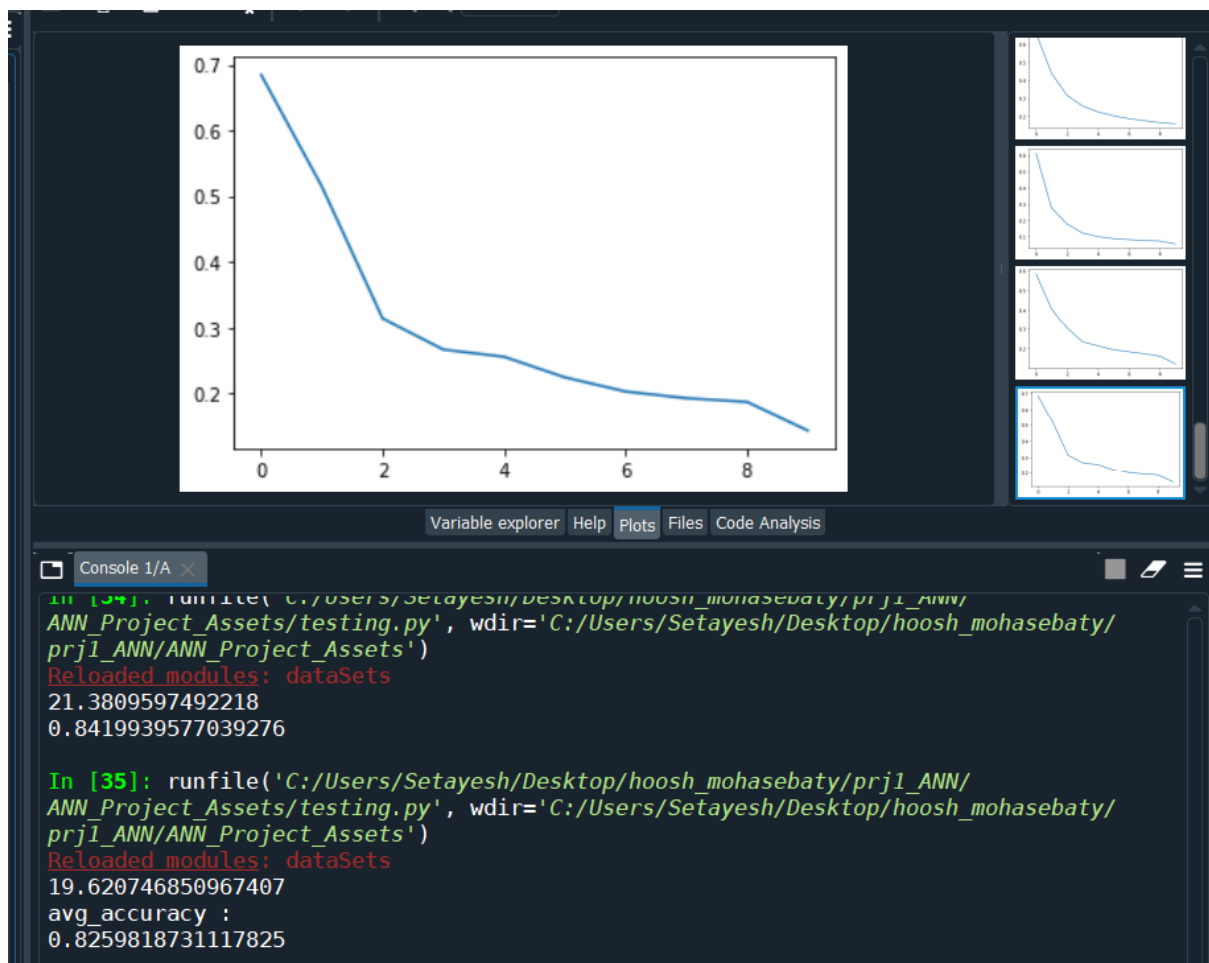 0.7
0.6
0.5
0.4
0.3
0.2
0 2 4 6 8
Variable explorer Help Plots Files Code Analysis
Console 1/A
In [34]: runfile('C:/Users/Setayesh/Desktop/hoosh_mohasebaty/prj1_ANN/
ANN_Project_Assets/testing.py', wdir='C:/Users/Setayesh/Desktop/hoosh_mohasebaty/
prj1_ANN/ANN_Project_Assets')
Reloaded modules: dataSets
21.3809597492218
0.8419939577039276
In [35]: runfile('C:/Users/Setayesh/Desktop/hoosh_mohasebaty/prj1_ANN/
ANN_Project_Assets/testing.py', wdir='C:/Users/Setayesh/Desktop/hoosh_mohasebaty/
prj1_ANN/ANN_Project_Assets')
Reloaded modules: dataSets
19.620746850967407
avg_accuracy :
0.8259818731117825